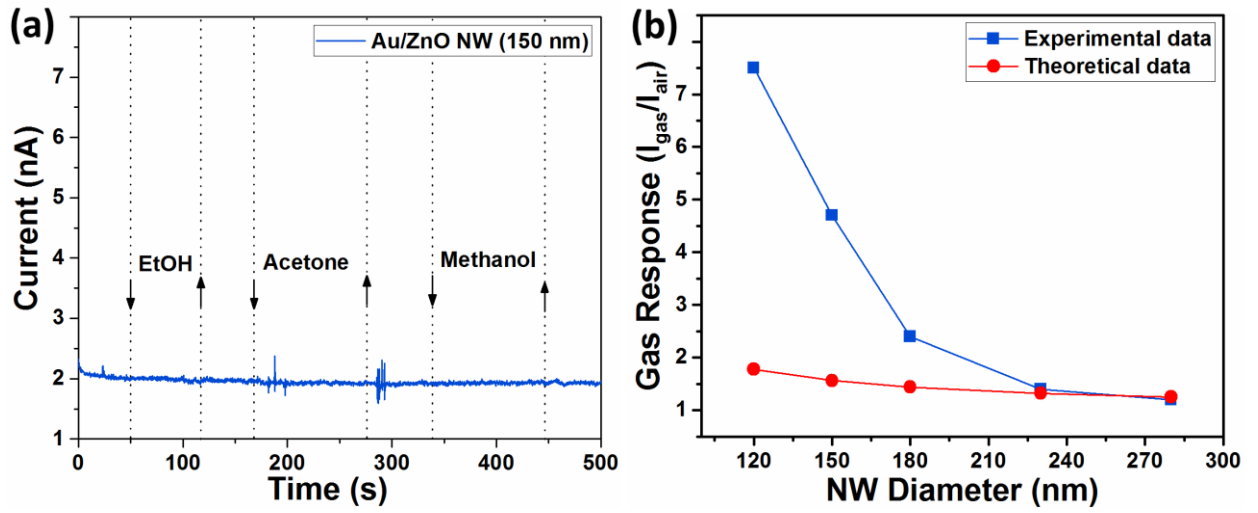 (a)
Au/ZnO NW (150 nm)
7
6
5
4
3
2
1
Current (nA)
EtOH
Acetone
Methanol
0 100 200 300 400 500
Time (s)
(b)
Experimental data
Theoretical data
7
6
5
4
3
2
1
Gas Response (Igas/Iair)
120 150 180 210 240 270 300
NW Diameter (nm)